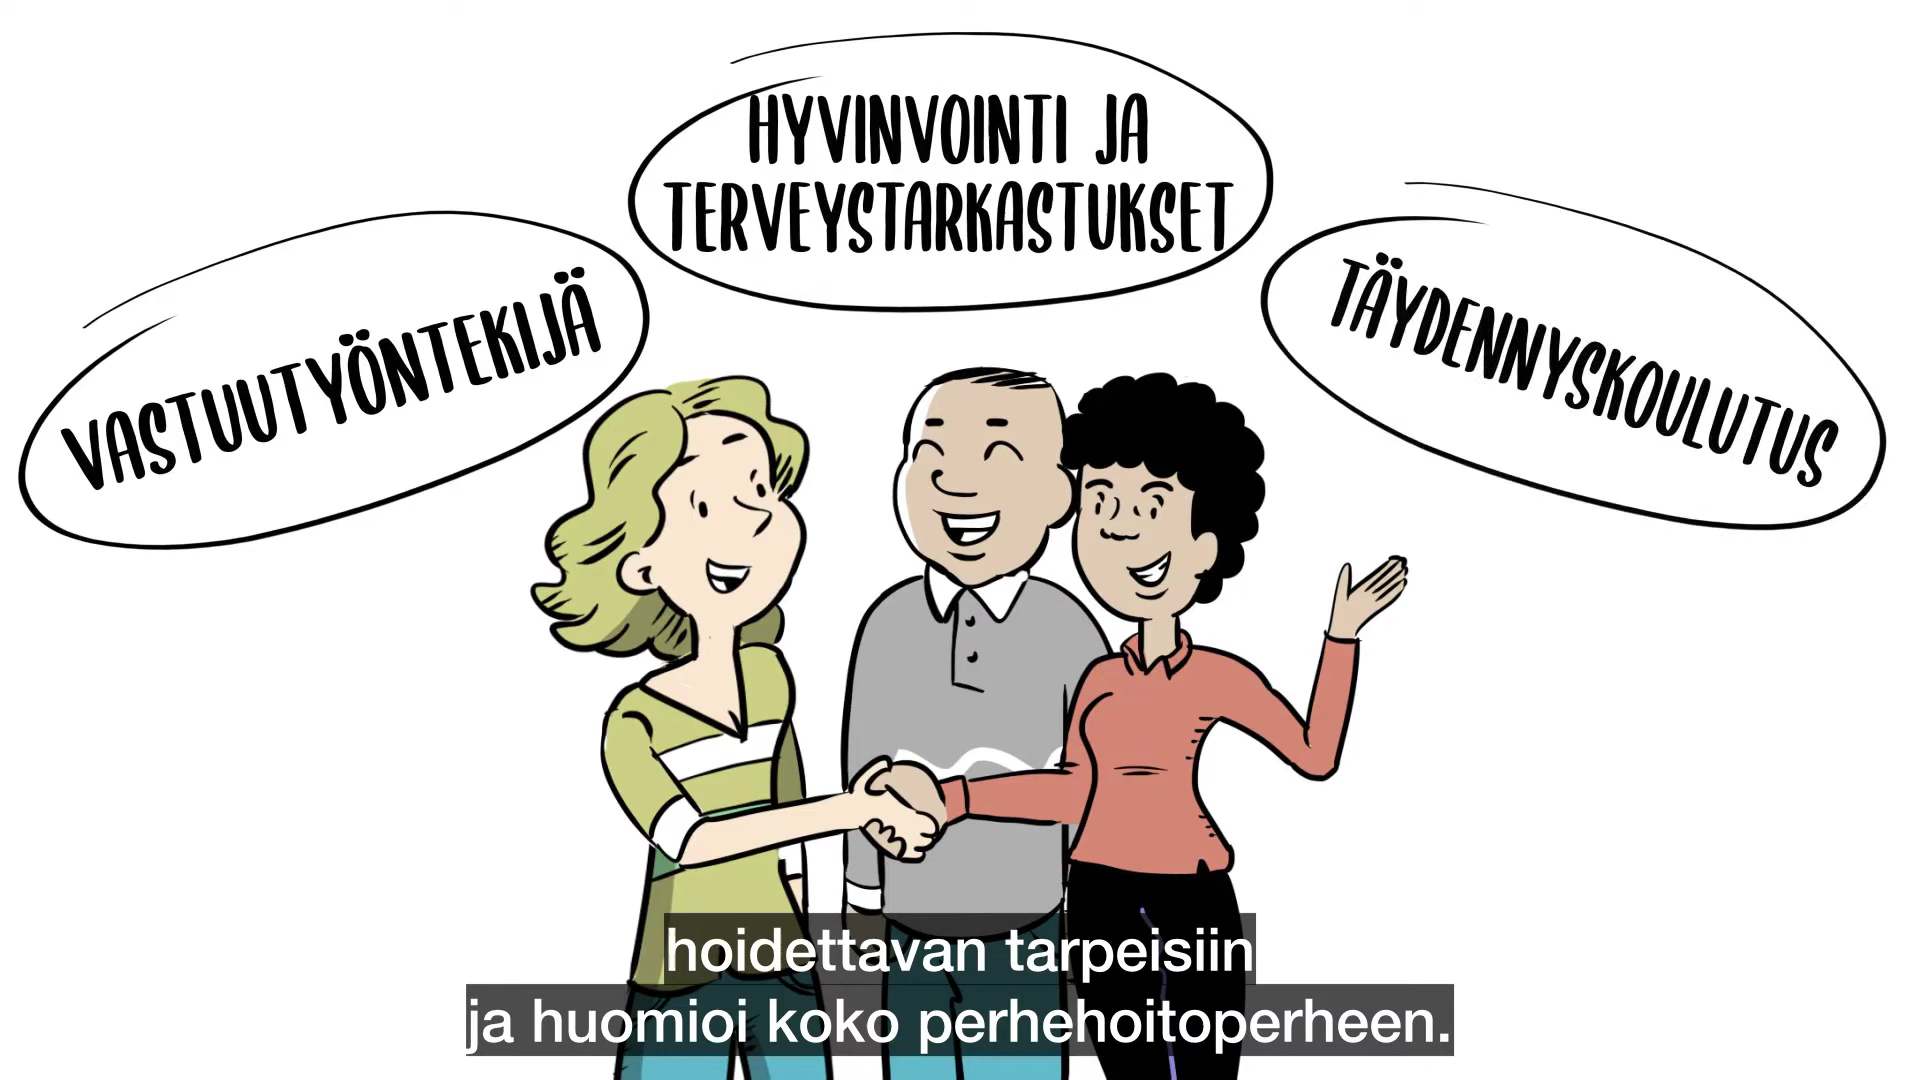 VASTUUTYÖNTEKIJÄ
HYVINVOINTI JA
TERVEYSTARKASTUKSET
TÄYDENNYSKOULUTUS
hoidettavan tarpeisiin
ja huomioi koko perhehoitoperheen.